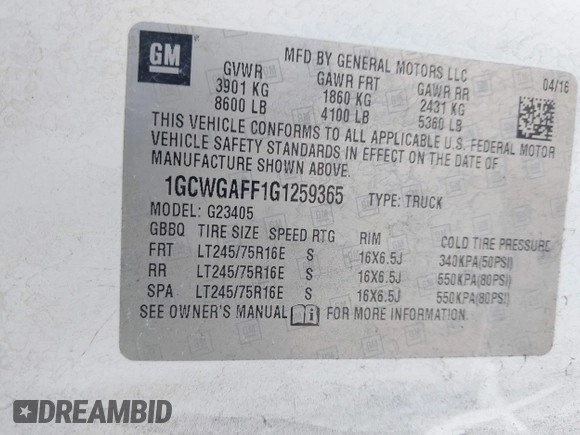 GM
MFD BY GENERAL MOTORS LLC
GVWR GAWR FRT GAWR RR 04/16
3901 KG 1860 KG 2431 KG
8600 LB 4100 LB 5360 LB
THIS VEHICLE CONFORMS TO ALL APPLICABLE U.S. FEDERAL MOTOR
VEHICLE SAFETY STANDARDS IN EFFECT ON THE DATE OF
MANUFACTURE SHOWN ABOVE.
1GCWGAFF1G1259365 TYPE: TRUCK
MODEL: G23405
GBBQ TIRE SIZE SPEED RTG RIM COLD TIRE PRESSURE
FRT LT245/75R16E S 16X6.5J 340KPA(50PSI)
RR LT245/75R16E S 16X6.5J 550KPA(80PSI)
SPA LT245/75R16E S 16X6.5J 550KPA(80PSI)
SEE OWNER'S MANUAL FOR MORE INFORMATION.
DREAMBID